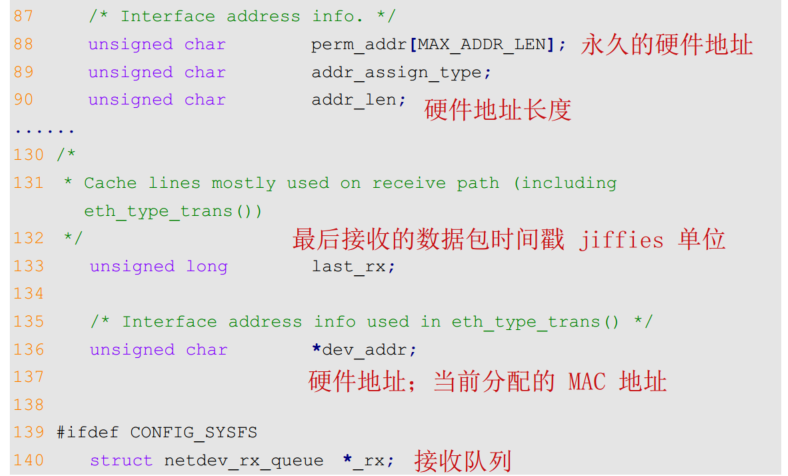 87 /* Interface address info. */
88 unsigned char perm_addr[MAX_ADDR_LEN]; 永久的硬件地址
89 unsigned char addr_assign_type;
90 unsigned char addr_len; 硬件地址长度
......
130 /*
131 * Cache lines mostly used on receive path (including
eth_type_trans())
132 */ 最后接收的数据包时间戳 jiffies 单位
133 unsigned long last_rx;
134
135 /* Interface address info used in eth_type_trans() */
136 unsigned char *dev_addr;
137 硬件地址；当前分配的 MAC 地址
138
139 #ifdef CONFIG_SYSFS
140 struct netdev_rx_queue *_rx; 接收队列